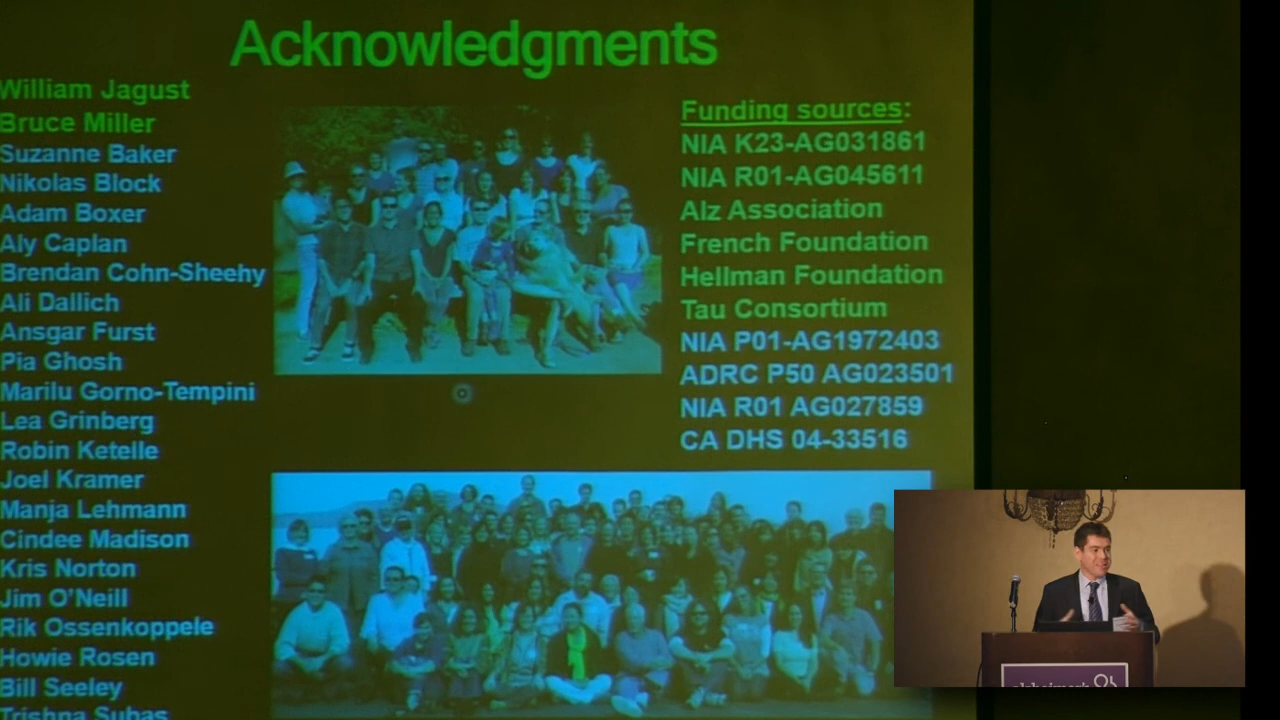 Acknowledgments
William Jagust
Bruce Miller
Suzanne Baker
Nikolas Block
Adam Boxer
Aly Caplan
Brendan Cohn-Sheehy
Ali Dallich
Ansgar Furst
Pia Ghosh
Marilu Gorno-Tempini
Lea Grinberg
Robin Ketelle
Joel Kramer
Manja Lehmann
Cindee Madison
Kris Norton
Jim O'Neill
Rik Ossenkoppele
Howie Rosen
Bill Seeley
Trishna Subas
Funding sources:
NIA K23-AG031861
NIA R01-AG045611
Alz Association
French Foundation
Hellman Foundation
Tau Consortium
NIA P01-AG1972403
ADRC P50 AG023501
NIA R01 AG027859
CA DHS 04-33516